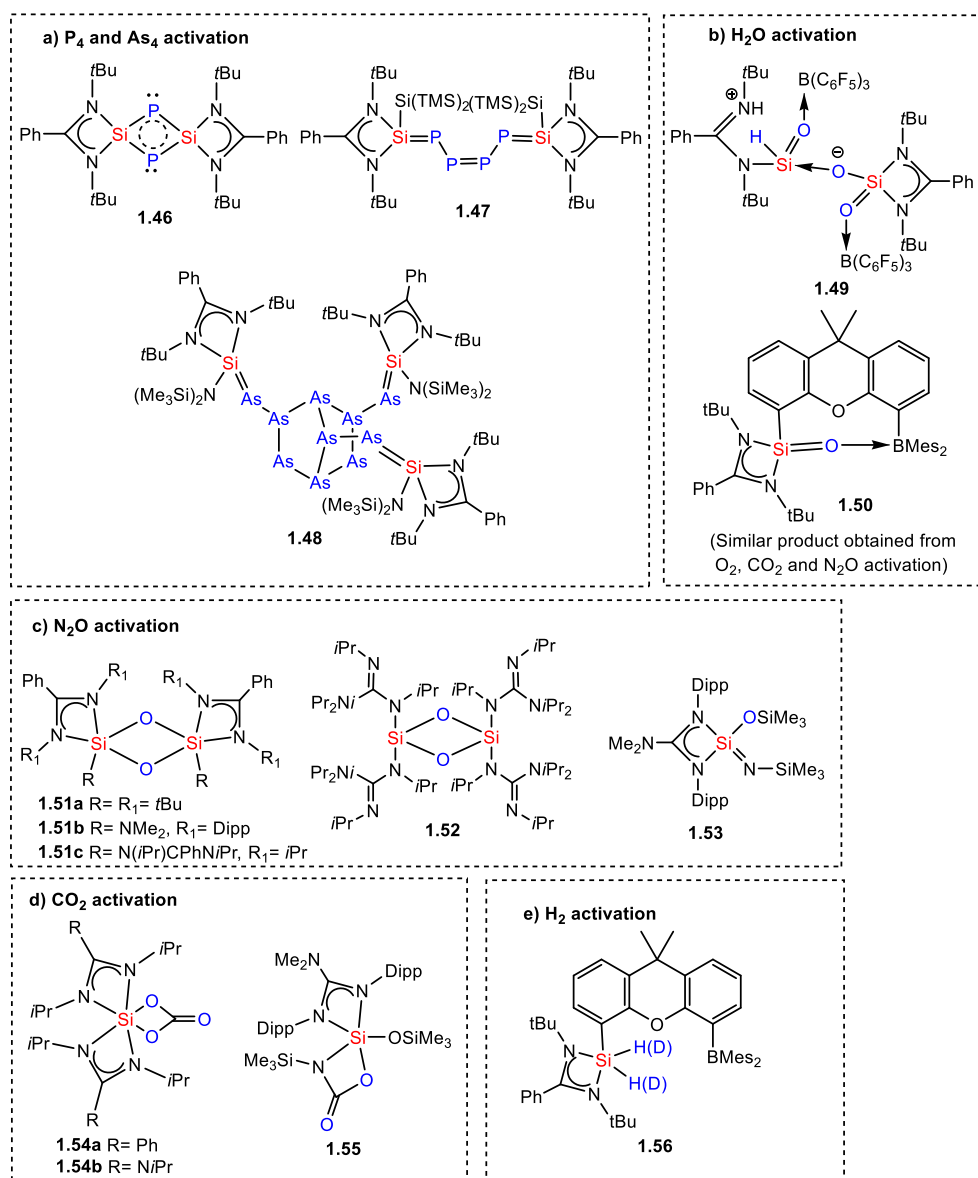 a) P₄ and As₄ activation
tBu
tBu
N
N
P
Ph
Si
Si
Ph
P
N
N
tBu
tBu
1.46
tBu
tBu
Si(TMS)₂(TMS)₂Si
N
N
Ph
Si
P
P
Si
Ph
P
P
N
N
tBu
tBu
1.47
Ph
tBu
N
N
tBu
Si
(Me₃Si)₂N
As
Ph
tBu
N
N
tBu
Si
N(SiMe₃)₂
As
As
As
As
As
As
As
As
As
tBu
Si
N
(Me₃Si)₂N
N
Ph
tBu
1.48
b) H₂O activation
tBu
⊕
NH
B(C₆F₅)₃
O
H
Ph
N
Si
tBu
⊖
O
tBu
N
Si
Ph
O
N
tBu
B(C₆F₅)₃
1.49
tBu
O
N
Si
O
BMes₂
Ph
N
tBu
1.50
(Similar product obtained from
O₂, CO₂ and N₂O activation)
c) N₂O activation
Ph
R₁
R₁
Ph
N
N
O
N
Si
Si
N
R₁
O
R₁
R
R
1.51a R= R₁= tBu
1.51b R= NMe₂, R₁= Dipp
1.51c R= N(iPr)CPhNiPr, R₁= iPr
iPr
iPr
N
N
Pr₂Ni
N
iPr
iPr
N
NiPr₂
O
Si
Si
O
Pr₂Ni
N
iPr
iPr
N
NiPr₂
N
N
iPr
iPr
1.52
Dipp
N
OSiMe₃
Me₂N
Si
N
N
SiMe₃
Dipp
1.53
d) CO₂ activation
R
iPr
N
N
iPr
O
Si
O
iPr
O
N
N
iPr
R
1.54a R= Ph
1.54b R= NiPr
Me₂N
Dipp
N
N
Dipp
Si
OSiMe₃
Me₃Si
N
O
O
1.55
e) H₂ activation
tBu
O
N
H(D)
BMes₂
Si
H(D)
Ph
N
tBu
1.56